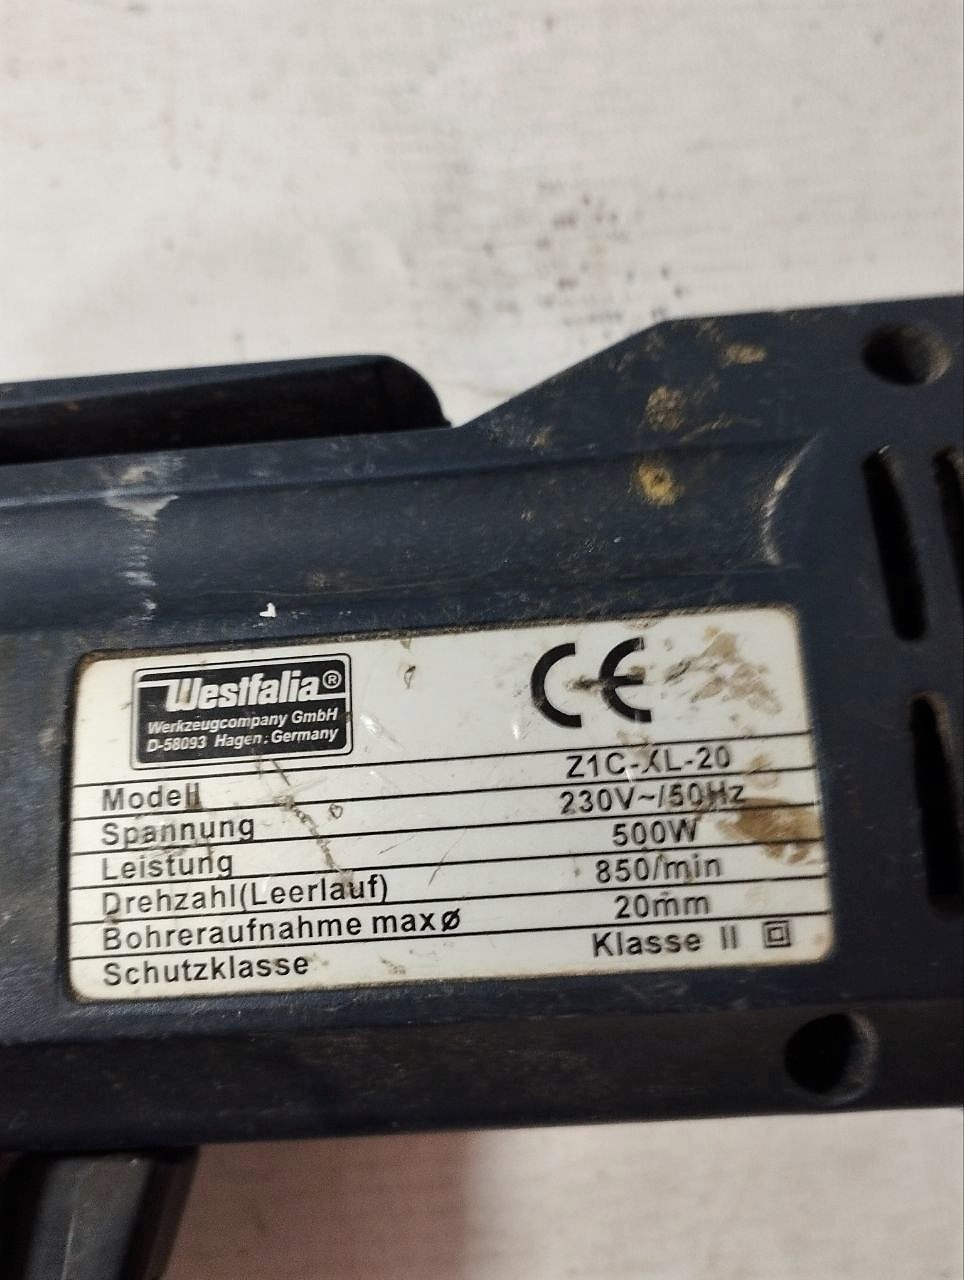 Westfalia®
Werkzeugcompany GmbH
D-58093 Hagen, Germany
CE
Modell Z1C-XL-20
Spannung 230V~/50Hz
Leistung 500W
Drehzahl(Leerlauf) 850/min
Bohreraufnahme max ø 20mm
Schutzklasse Klasse II